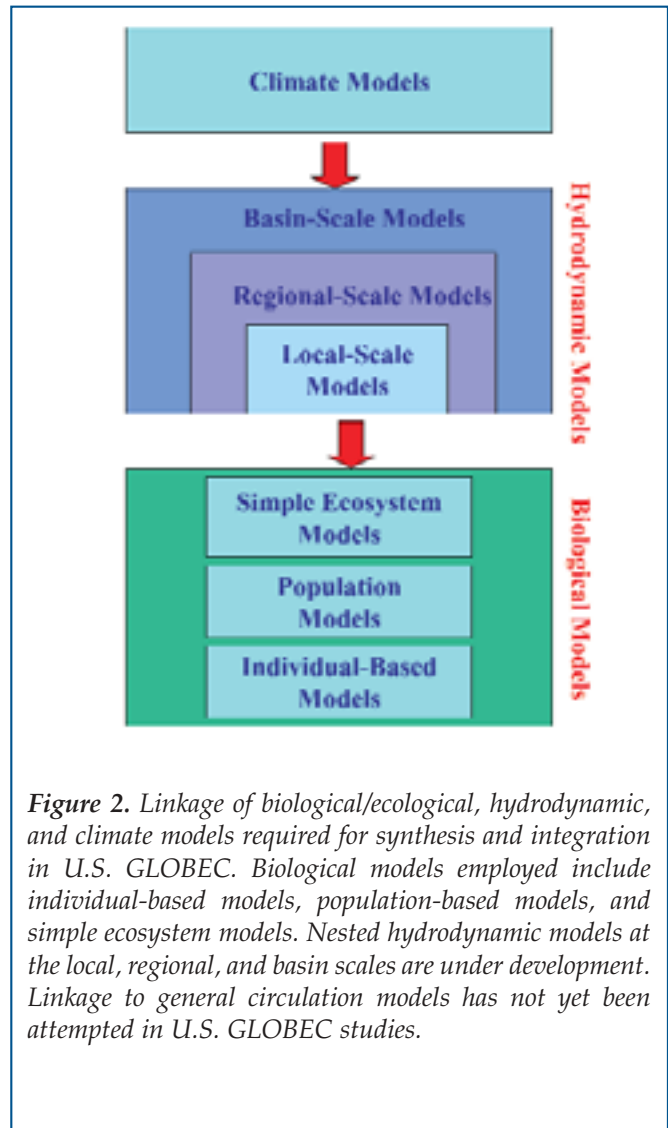 Climate Models
Basin-Scale Models
Regional-Scale Models
Local-Scale
Models
Hydrodynamic Models
Simple Ecosystem
Models
Population
Models
Individual-Based
Models
Biological Models
Figure 2. Linkage of biological/ecological, hydrodynamic,
and climate models required for synthesis and integration
in U.S. GLOBEC. Biological models employed include
individual-based models, population-based models, and
simple ecosystem models. Nested hydrodynamic models at
the local, regional, and basin scales are under development.
Linkage to general circulation models has not yet been
attempted in U.S. GLOBEC studies.